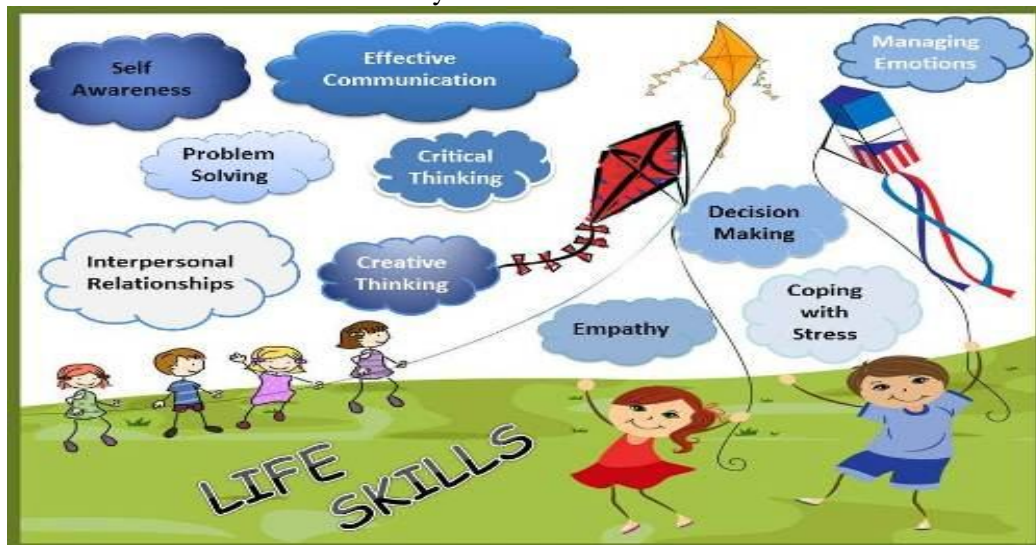 Self
Awareness
Effective
Communication
Managing
Emotions
Problem
Solving
Critical
Thinking
Decision
Making
Interpersonal
Relationships
Creative
Thinking
Empathy
Coping
with
Stress
LIFE
SKILLS